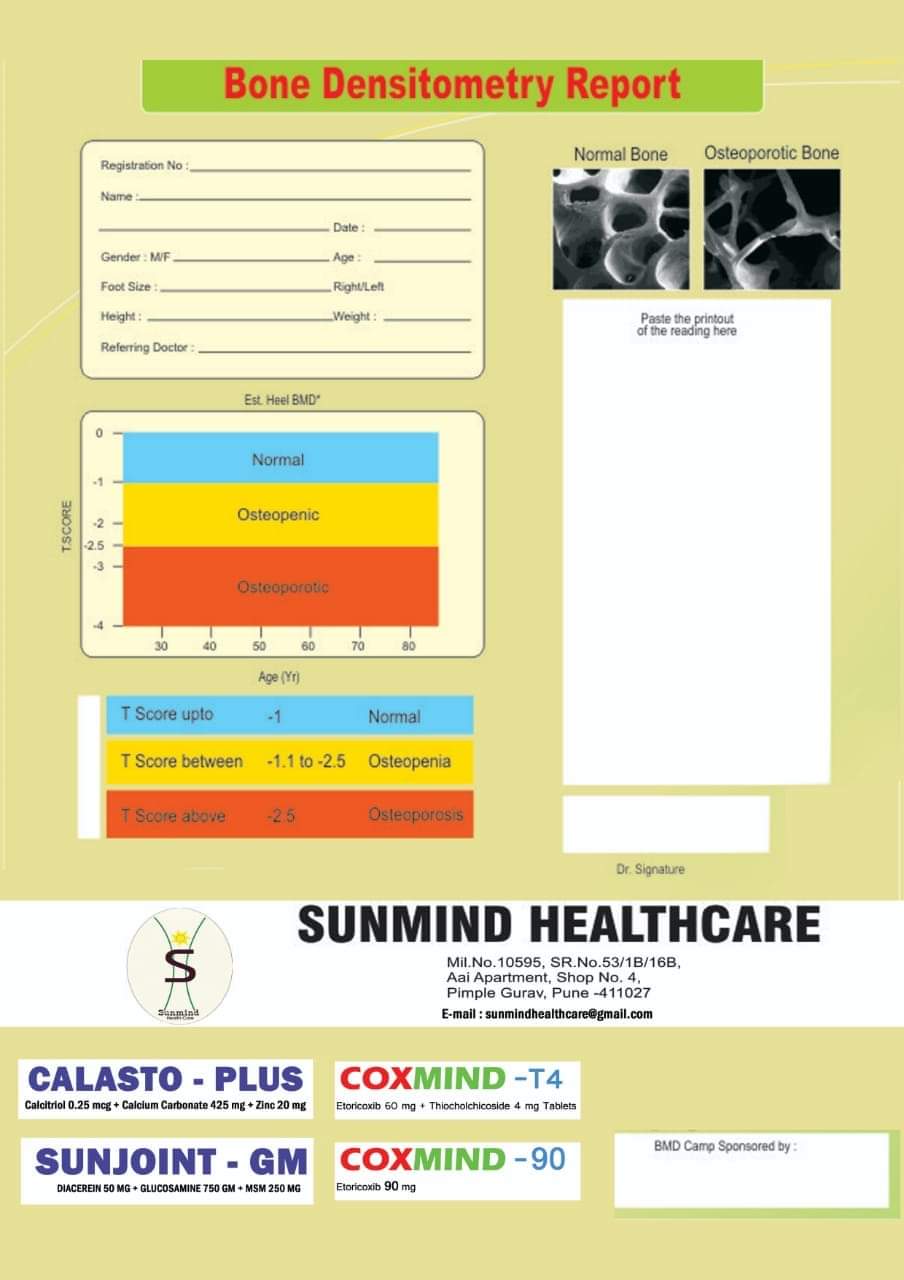 Bone Densitometry Report
Registration No :
Name :
Date :
Gender : M/F
Age :
Foot Size :
Right/Left
Height :
Weight :
Referring Doctor :
Normal Bone
Osteoporotic Bone
Paste the printout
of the reading here
Est. Heel BMD*
T.SCORE
0
-1
-2
-2.5
-3
-4
Normal
Osteopenic
Osteoporotic
30 40 50 60 70 80
Age (Yr)
T Score upto -1 Normal
T Score between -1.1 to -2.5 Osteopenia
T Score above -2.5 Osteoporosis
Dr. Signature
S
Sunmind
Health Care
SUNMIND HEALTHCARE
Mil.No.10595, SR.No.53/1B/16B,
Aai Apartment, Shop No. 4,
Pimple Gurav, Pune -411027
E-mail : sunmindhealthcare@gmail.com
CALASTO - PLUS
Calcitriol 0.25 mcg + Calcium Carbonate 425 mg + Zinc 20 mg
COXMIND -T4
Etoricoxib 60 mg + Thiocholchicoside 4 mg Tablets
SUNJOINT - GM
DIACEREIN 50 MG + GLUCOSAMINE 750 GM + MSM 250 MG
COXMIND -90
Etoricoxib 90 mg
BMD Camp Sponsored by :